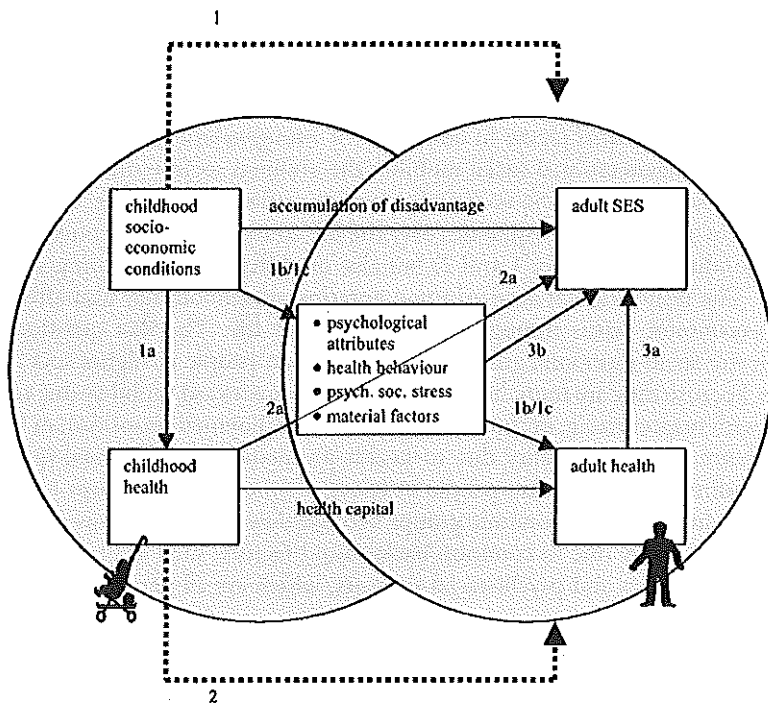 1
childhood
socio-
economic
conditions
accumulation of disadvantage
adult SES
1b/1c
2a
• psychological
attributes
• health behaviour
• psych. soc. stress
• material factors
1a
3b
3a
2a
1b/1c
childhood
health
adult health
health capital
2